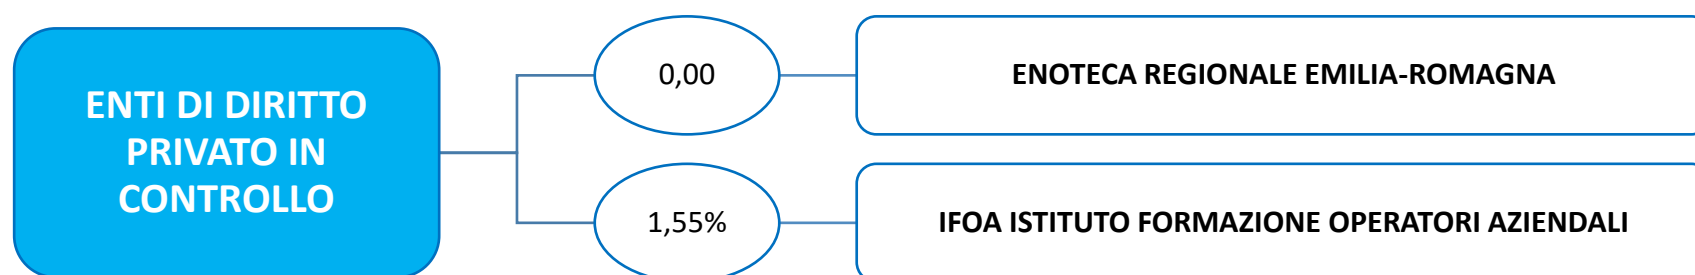 ENTI DI DIRITTO
PRIVATO IN
CONTROLLO
0,00
ENOTECA REGIONALE EMILIA-ROMAGNA
1,55%
IFOA ISTITUTO FORMAZIONE OPERATORI AZIENDALI